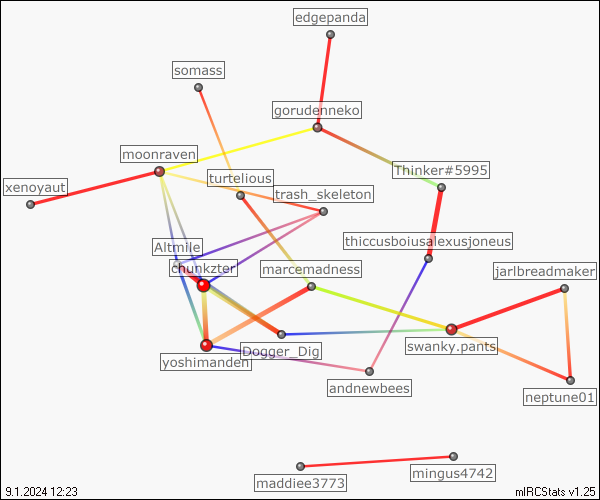 edgepanda
somass
gorudenneko
moonraven
Thinker#5995
turtelious
trash_skeleton
xenoyaut
thiccusboiusalexusjoneus
Altmile
chunkzter
marcemadness
jarlbreadmaker
swanky.pants
Dogger_Dig
yoshimanden
andnewbees
neptune01
mingus4742
maddiee3773
9.1.2024 12:23
mIRCStats v1.25